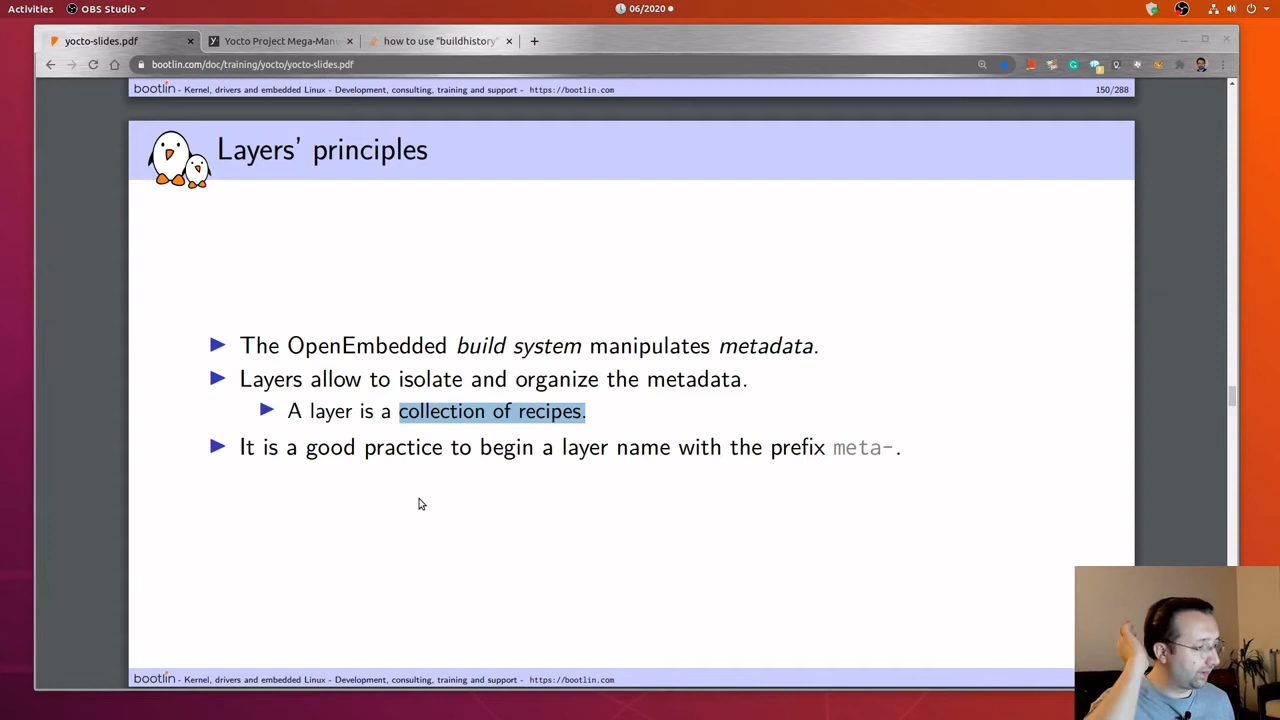 Activities OBS Studio 06/2020
yocto-slides.pdf Yocto Project Mega-Man how to use "buildhistory"
bootlin.com/doc/training/yocto/yocto-slides.pdf
bootlin - Kernel, drivers and embedded Linux - Development, consulting, training and support - https://bootlin.com 150/288
Layers' principles
The OpenEmbedded build system manipulates metadata.
Layers allow to isolate and organize the metadata.
A layer is a collection of recipes.
It is a good practice to begin a layer name with the prefix meta-.
bootlin - Kernel, drivers and embedded Linux - Development, consulting, training and support - https://bootlin.com